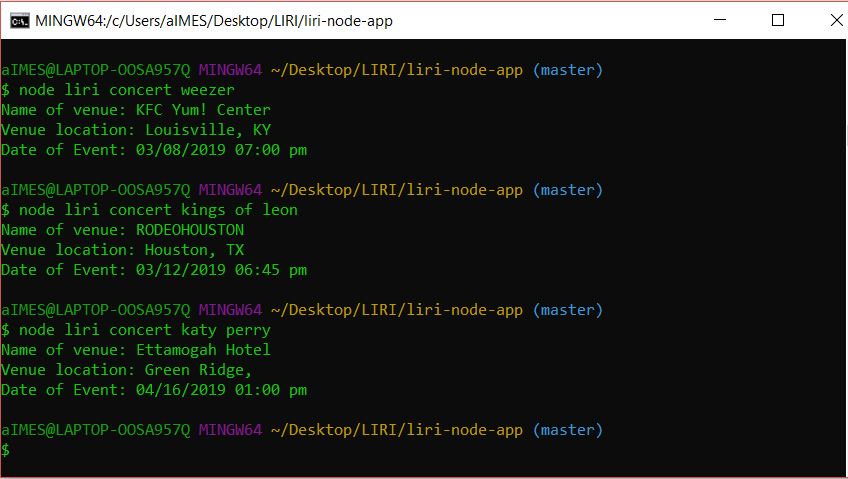 MINGW64:/c/Users/aIMES/Desktop/LIRI/liri-node-app
aIMES@LAPTOP-OOSA957Q MINGW64 ~/Desktop/LIRI/liri-node-app (master)
$ node liri concert weezer
Name of venue: KFC Yum! Center
Venue location: Louisville, KY
Date of Event: 03/08/2019 07:00 pm
aIMES@LAPTOP-OOSA957Q MINGW64 ~/Desktop/LIRI/liri-node-app (master)
$ node liri concert kings of leon
Name of venue: RODEOHOUSTON
Venue location: Houston, TX
Date of Event: 03/12/2019 06:45 pm
aIMES@LAPTOP-OOSA957Q MINGW64 ~/Desktop/LIRI/liri-node-app (master)
$ node liri concert katy perry
Name of venue: Ettamogah Hotel
Venue location: Green Ridge,
Date of Event: 04/16/2019 01:00 pm
aIMES@LAPTOP-OOSA957Q MINGW64 ~/Desktop/LIRI/liri-node-app (master)
$